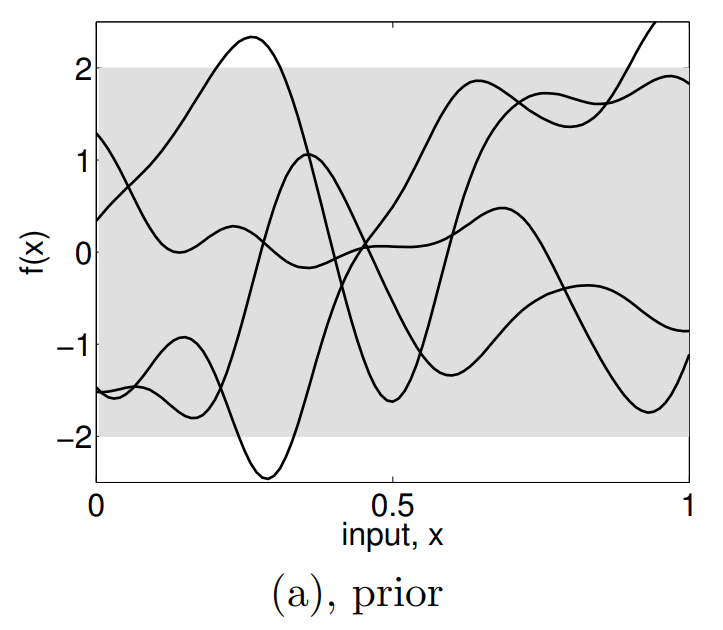 f(x)
2
1
0
−1
−2
0 0.5 1
input, x
(a), prior